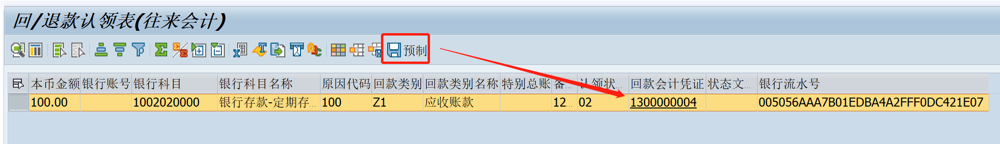 回/退款认领表(往来会计)
预制
本币金额 银行账号 银行科目 银行科目名称 原因代码 回款类别 回款类别名称 特别总账 备... 认领状... 回款会计凭证 状态文... 银行流水号
100.00 1002020000 银行存款-定期存... 100 Z1 应收账款 12... 02 1300000004 005056AAA7B01EDBA4A2FFF0DC421E07